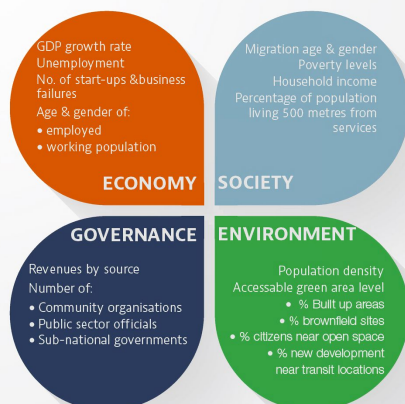 GDP growth rate
Unemployment
No. of start-ups &business
failures
Age & gender of:
• employed
• working population
ECONOMY
Migration age & gender
Poverty levels
Household income
Percentage of population
living 500 metres from
services
SOCIETY
GOVERNANCE
Revenues by source
Number of:
• Community organisations
• Public sector officials
• Sub-national governments
ENVIRONMENT
Population density
Accessable green area level
• % Built up areas
• % brownfield sites
• % citizens near open space
• % new development
near transit locations